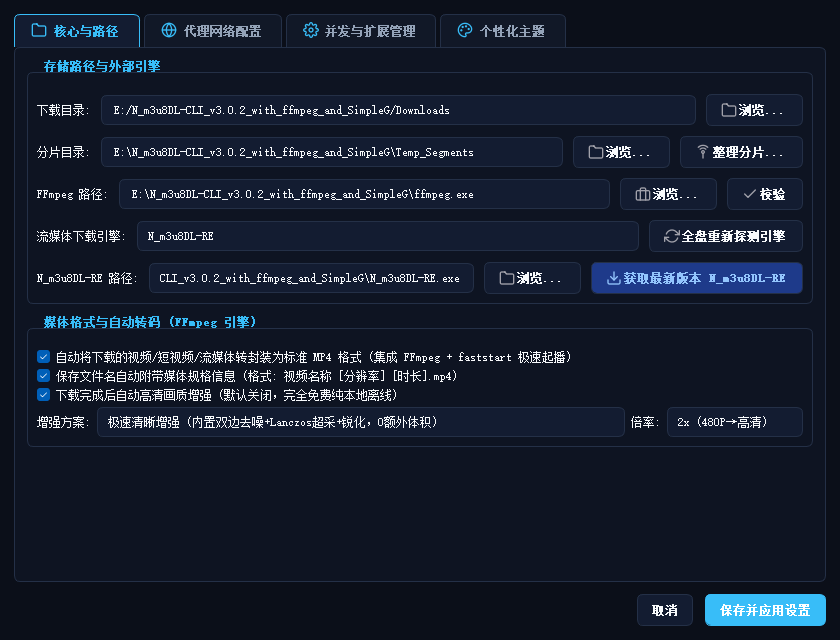 核心与路径 代理网络配置 并发与扩展管理 个性化主题
存储路径与外部引擎
下载目录: E:/N_m3u8DL-CLI_v3.0.2_with_ffmpeg_and_SimpleG/Downloads 浏览...
分片目录: E:\N_m3u8DL-CLI_v3.0.2_with_ffmpeg_and_SimpleG\Temp_Segments 浏览... 整理分片...
FFmpeg 路径: E:\N_m3u8DL-CLI_v3.0.2_with_ffmpeg_and_SimpleG\ffmpeg.exe 浏览... 校验
流媒体下载引擎: N_m3u8DL-RE 全盘重新探测引擎
N_m3u8DL-RE 路径: CLI_v3.0.2_with_ffmpeg_and_SimpleG\N_m3u8DL-RE.exe 浏览... 获取最新版本 N_m3u8DL-RE
媒体格式与自动转码 (FFmpeg 引擎)
自动将下载的视频/短视频/流媒体转封装为标准 MP4 格式 (集成 FFmpeg + faststart 极速起播)
保存文件名自动附带媒体规格信息 (格式: 视频名称 [分辨率] [时长].mp4)
下载完成后自动高清画质增强 (默认关闭, 完全免费纯本地离线)
增强方案: 极速清晰增强 (内置双边去噪+Lanczos超采+锐化, 0额外体积) 倍率: 2x (480P→高清)
取消 保存并应用设置